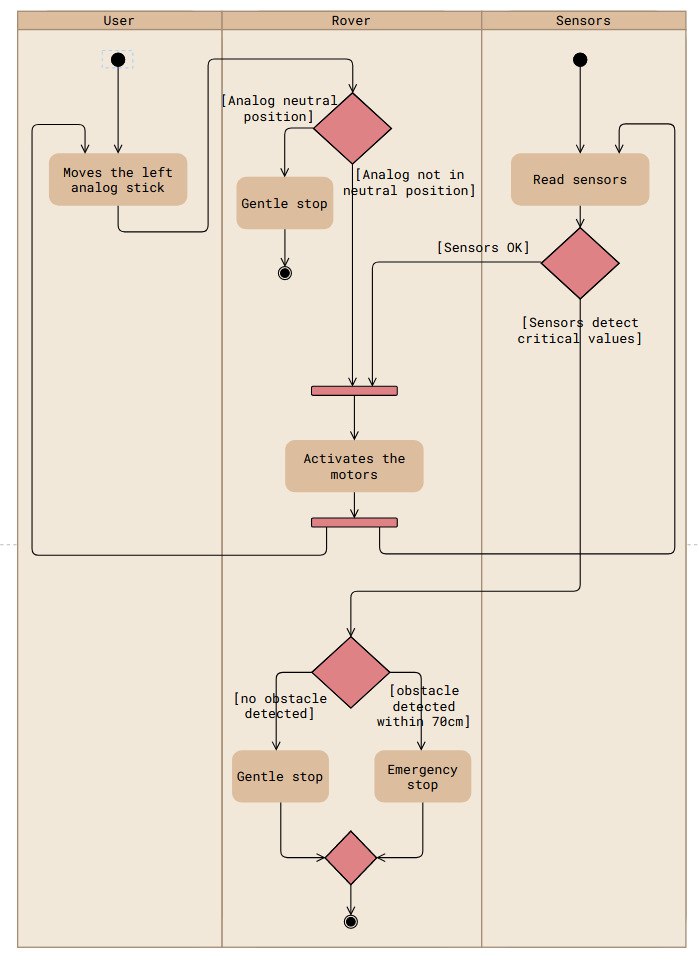 User
Rover
Sensors
[Analog neutral
position]
Moves the left
analog stick
Gentle stop
[Analog not in
neutral position]
Read sensors
[Sensors OK]
[Sensors detect
critical values]
Activates the
motors
[no obstacle
detected]
[obstacle
detected
within 70cm]
Gentle stop
Emergency
stop